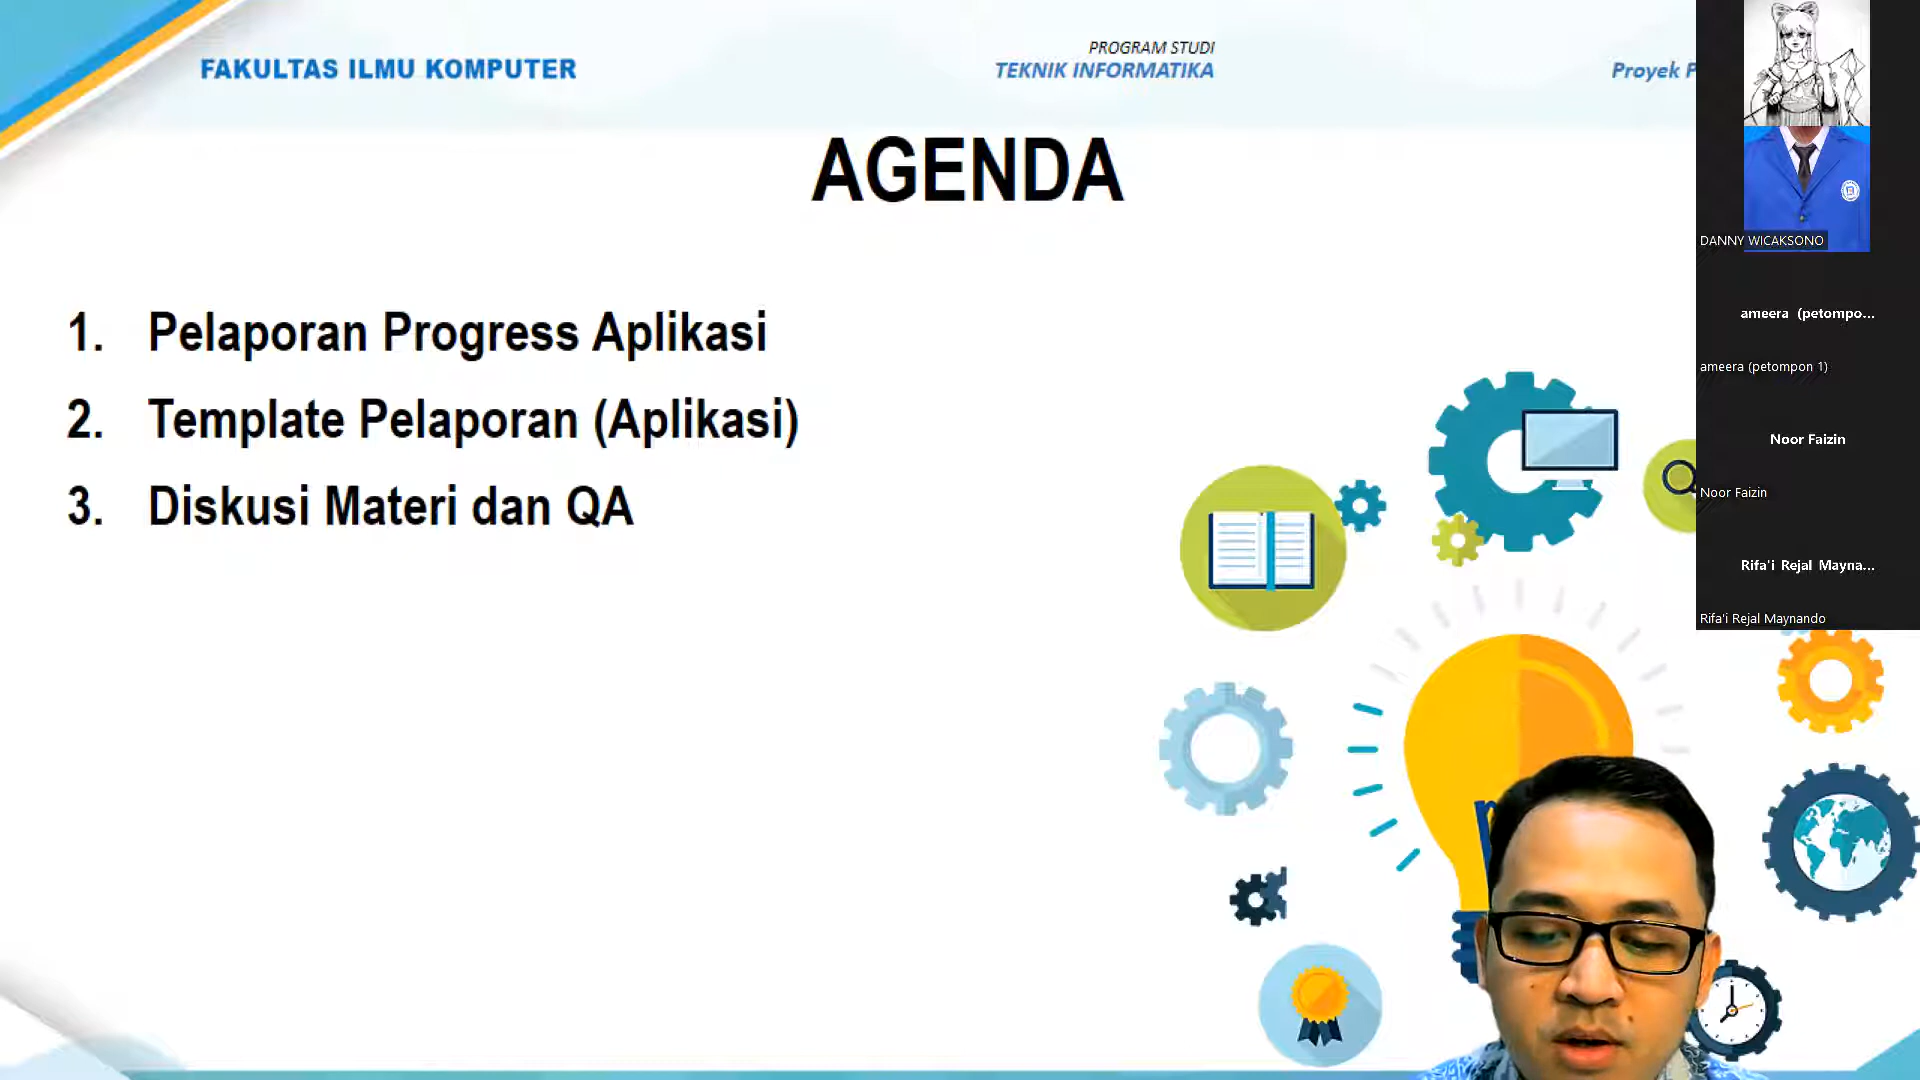 FAKULTAS ILMU KOMPUTER
PROGRAM STUDI
TEKNIK INFORMATIKA
Proyek
AGENDA
1. Pelaporan Progress Aplikasi
2. Template Pelaporan (Aplikasi)
3. Diskusi Materi dan QA
DANNY WICAKSONO
ameera (petompo...
ameera (petompon 1)
Noor Faizin
Noor Faizin
Rifa'i Rejal Mayna...
Rifa'i Rejal Maynando